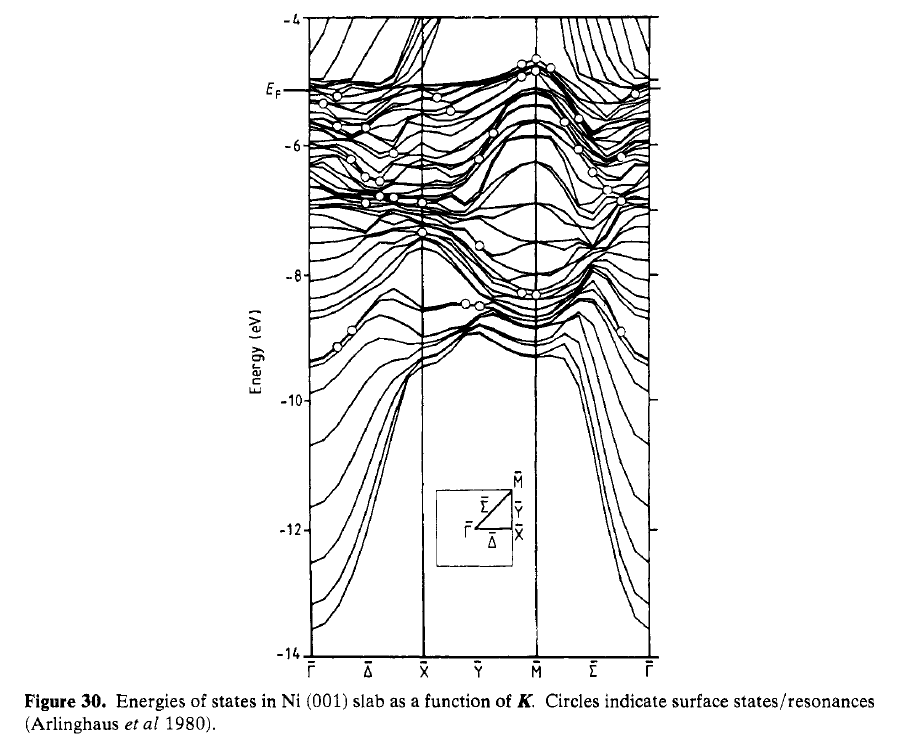 -4
E_F
-6
-8
Energy (eV)
-10
M̄
Σ̄
Ȳ
Γ̄
X̄
Δ̄
-12
-14
Γ̄ Δ̄ X̄ Ȳ M̄ Σ̄ Γ̄
Figure 30. Energies of states in Ni (001) slab as a function of K. Circles indicate surface states/resonances
(Arlinghaus et al 1980).